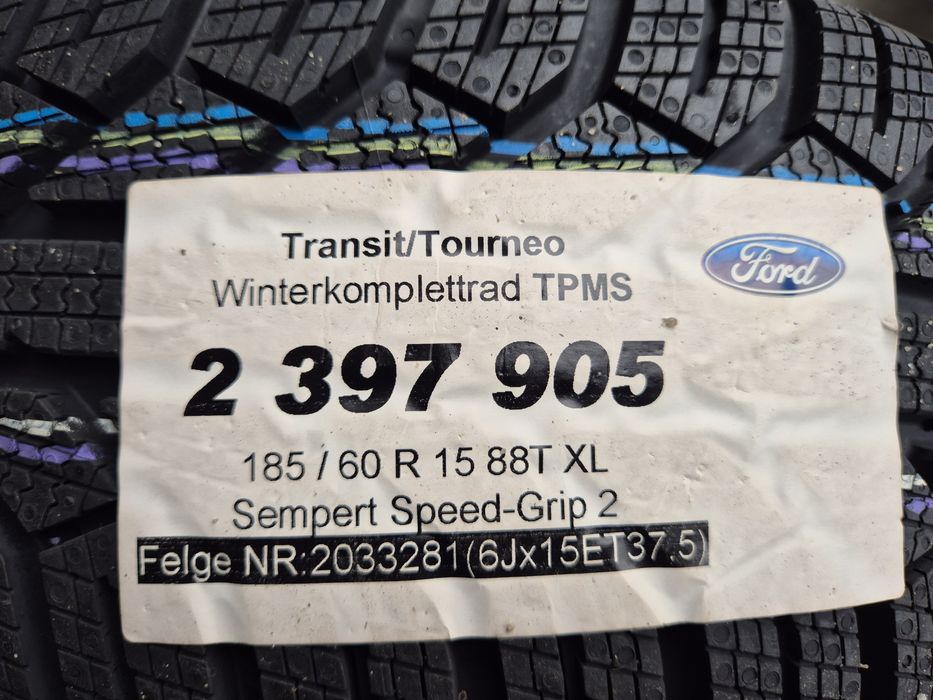 Transit/Tourneo
Ford
Winterkomplettrad TPMS
2 397 905
185 / 60 R 15 88T XL
Sempert Speed-Grip 2
Felge NR:2033281(6Jx15ET37.5)